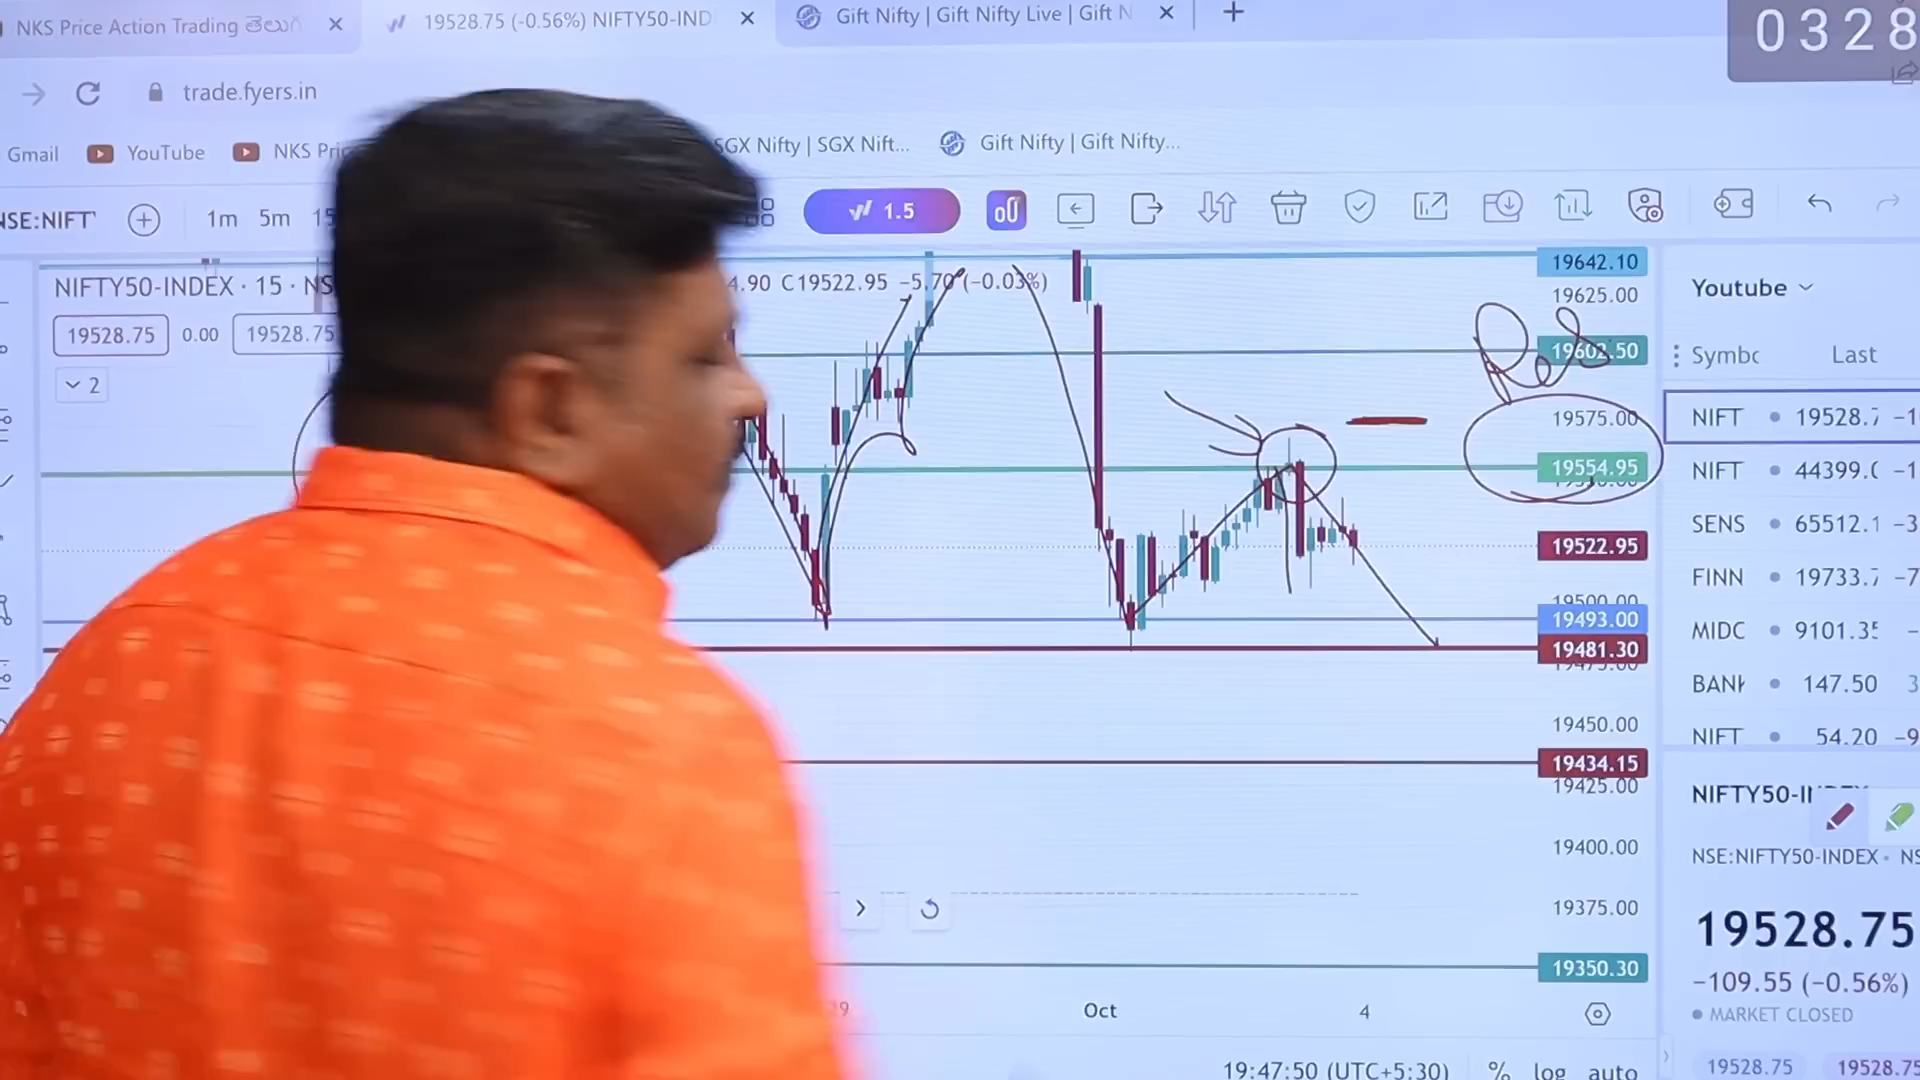 NKS Price Action Trading తెలుగ
19528.75 (-0.56%) NIFTY50-IND
Gift Nifty | Gift Nifty Live | Gift N
0328
trade.fyers.in
Gmail
YouTube
NKS Pri
SGX Nifty | SGX Nift...
Gift Nifty | Gift Nifty...
NSE:NIFT
1m 5m 15
1.5
NIFTY50-INDEX · 15 · NS
4.90 C19522.95 −5.70 (−0.03%)
19528.75 0.00 19528.75
2
Res
19642.10
19625.00
19602.50
19575.00
19554.95
19522.95
19500.00
19493.00
19481.30
19475.00
19450.00
19434.15
19425.00
19400.00
19375.00
19350.30
Oct 4
19:47:50 (UTC+5:30) % log auto
Youtube
Symbo Last
NIFT 19528.7 −1
NIFT 44399.0 −1
SENS 65512.1 −3
FINN 19733.7 −7
MIDC 9101.35 −
BANK 147.50 3
NIFT 54.20 −9
NIFTY50-INDEX
NSE:NIFTY50-INDEX · NS
19528.75
−109.55 (−0.56%)
MARKET CLOSED
19528.75 19528.75